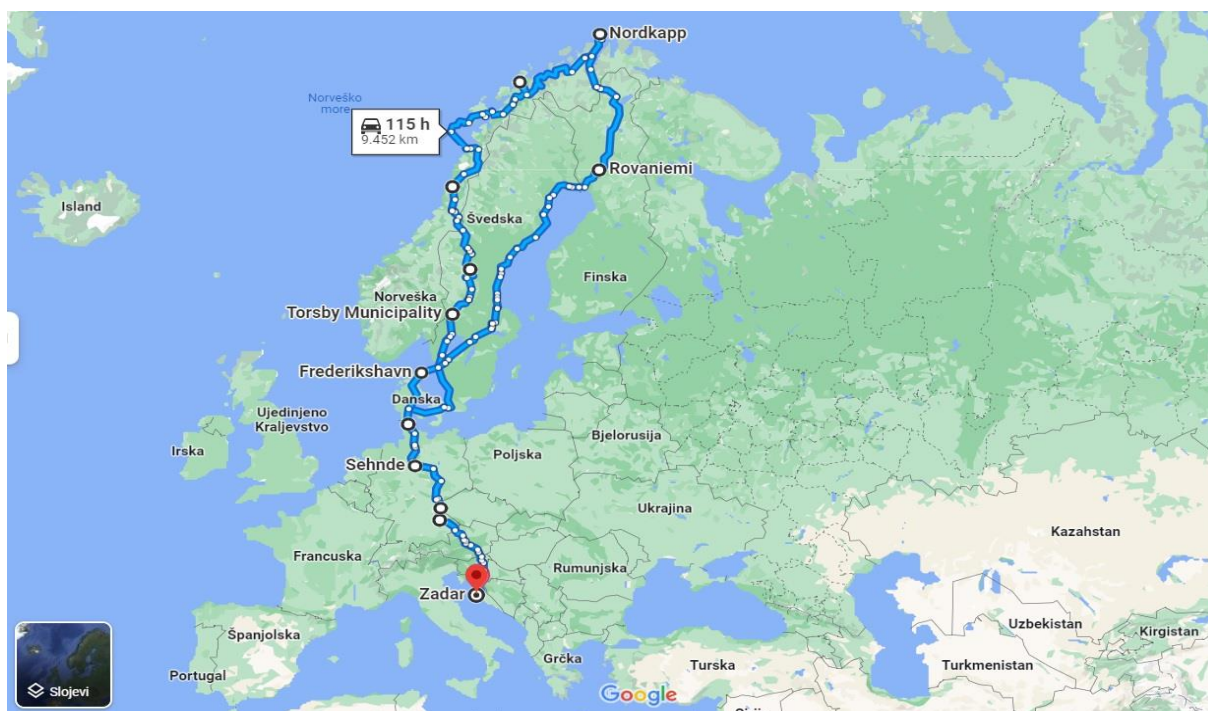 Nordkapp
Norveško
more
115 h
9.452 km
Rovaniemi
Island
Švedska
Finska
Norveška
Torsby Municipality
Frederikshavn
Danska
Ujedinjeno
Kraljevstvo
Irska
Bjelorusija
Sehnde
Poljska
Ukrajina
Kazahstan
Francuska
Rumunjska
Zadar
Španjolska
Portugal
Grčka
Turska
Uzbekistan
Kirgistan
Turkmenistan
Slojevi
Google